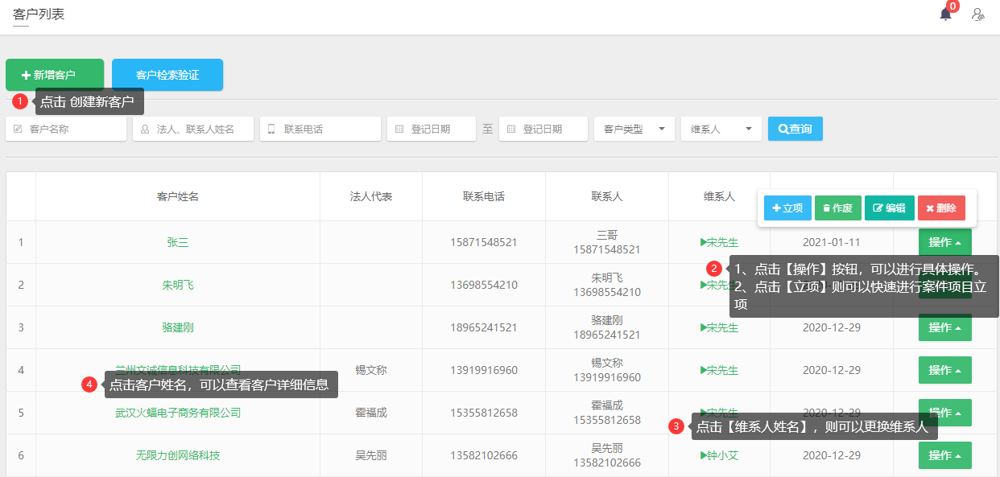 客户列表
0
新增客户
客户检索验证
1
点击 创建新客户
客户名称
法人、联系人姓名
联系电话
登记日期
至
登记日期
客户类型
维系人
查询
客户姓名
法人代表
联系电话
联系人
维系人
立项
作废
编辑
删除
1
张三
15871548521
三哥
15871548521
宋先生
2021-01-11
操作
2
1、点击【操作】按钮，可以进行具体操作。
2、点击【立项】则可以快速进行案件项目立
项
2
朱明飞
13698554210
朱明飞
13698554210
宋先生
3
骆建刚
18965241521
骆建刚
18965241521
宋先生
2020-12-29
操作
4
兰州文诚信息科技有限公司
锡文称
13919916960
锡文称
13919916960
宋先生
2020-12-29
操作
4
点击客户姓名，可以查看客户详细信息
5
武汉火蝠电子商务有限公司
霍福成
15355812658
霍福成
15355812658
宋先生
2020-12-29
操作
3
点击【维系人姓名】，则可以更换维系人
6
无限力创网络科技
吴先丽
13582102666
吴先丽
13582102666
钟小艾
2020-12-29
操作